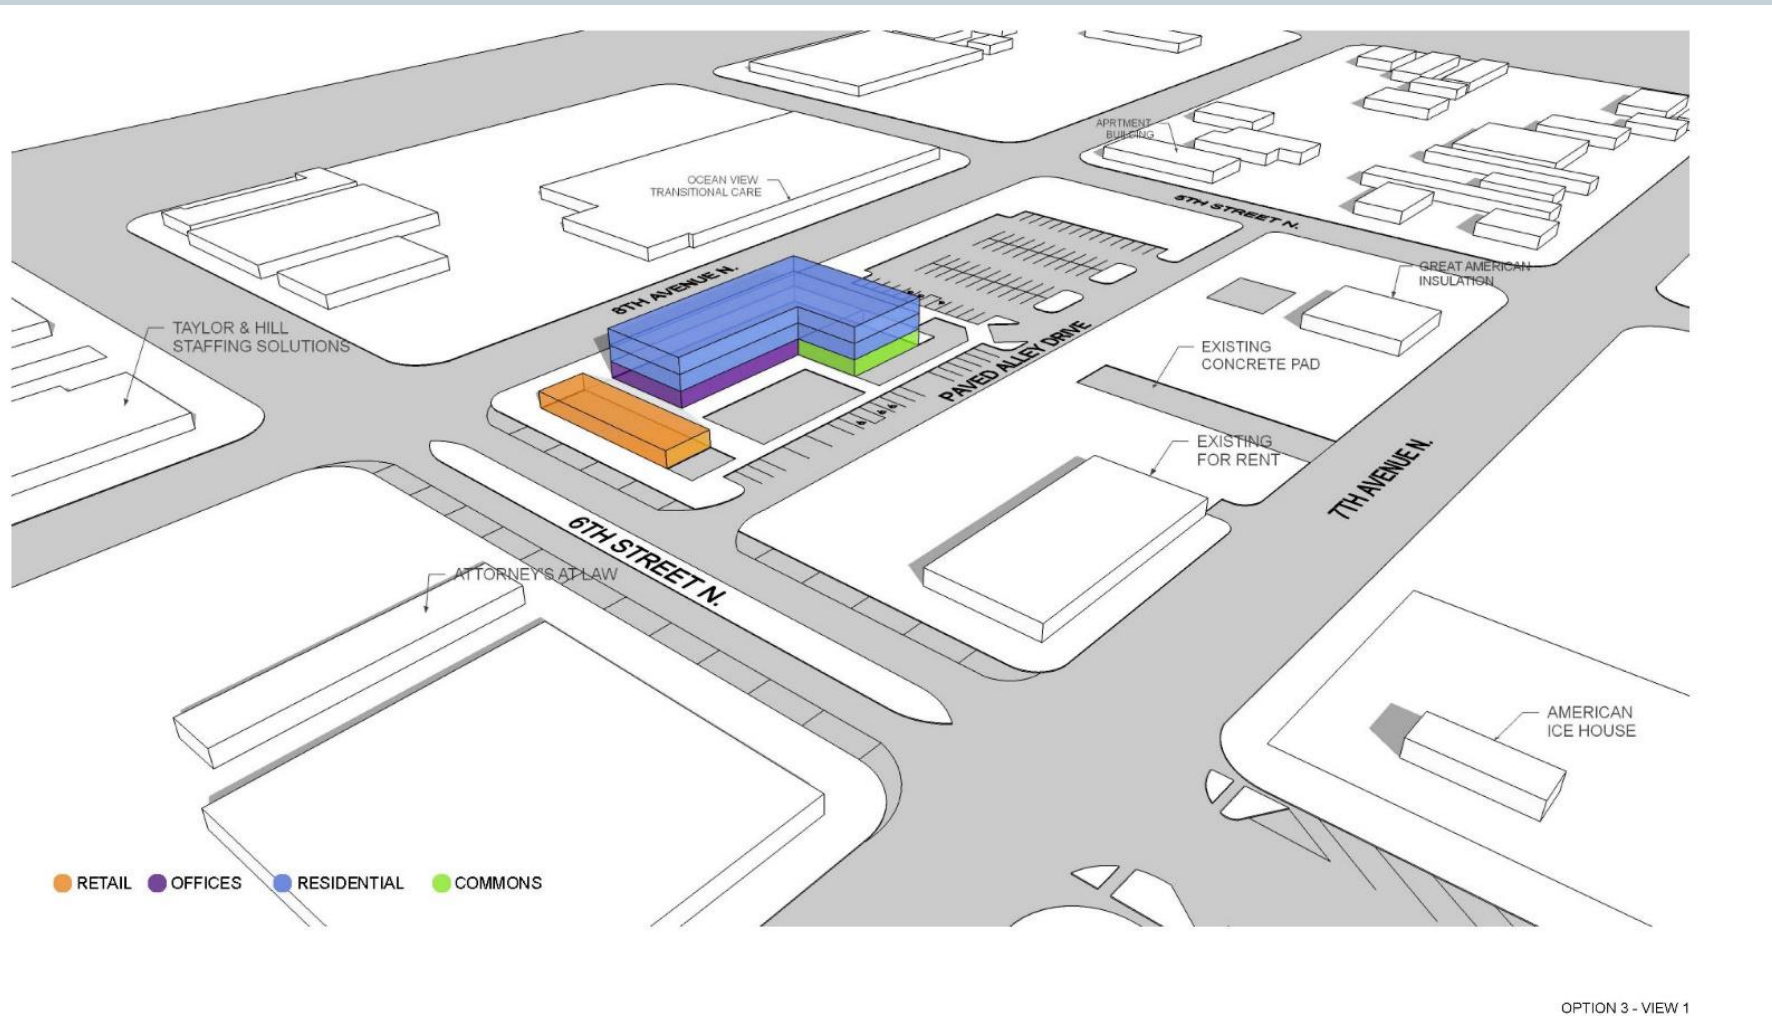 APRTMENT
BUILDING
OCEAN VIEW
TRANSITIONAL CARE
5TH STREET N.
8TH AVENUE N.
GREAT AMERICAN
INSULATION
TAYLOR & HILL
STAFFING SOLUTIONS
PAVED ALLEY DRIVE
EXISTING
CONCRETE PAD
EXISTING
FOR RENT
7TH AVENUE N.
6TH STREET N.
ATTORNEY'S AT LAW
AMERICAN
ICE HOUSE
RETAIL
OFFICES
RESIDENTIAL
COMMONS
OPTION 3 - VIEW 1